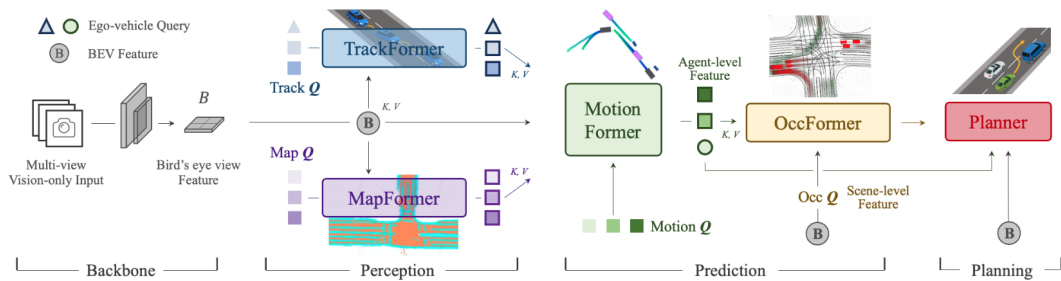 Ego-vehicle Query
B
BEV Feature
B
Multi-view
Vision-only Input
Bird's eye view
Feature
Backbone
TrackFormer
Track Q
K, V
K, V
B
Map Q
MapFormer
K, V
Perception
Motion
Former
Motion Q
Agent-level
Feature
K, V
OccFormer
Occ Q
Scene-level
Feature
B
Prediction
Planner
B
Planning